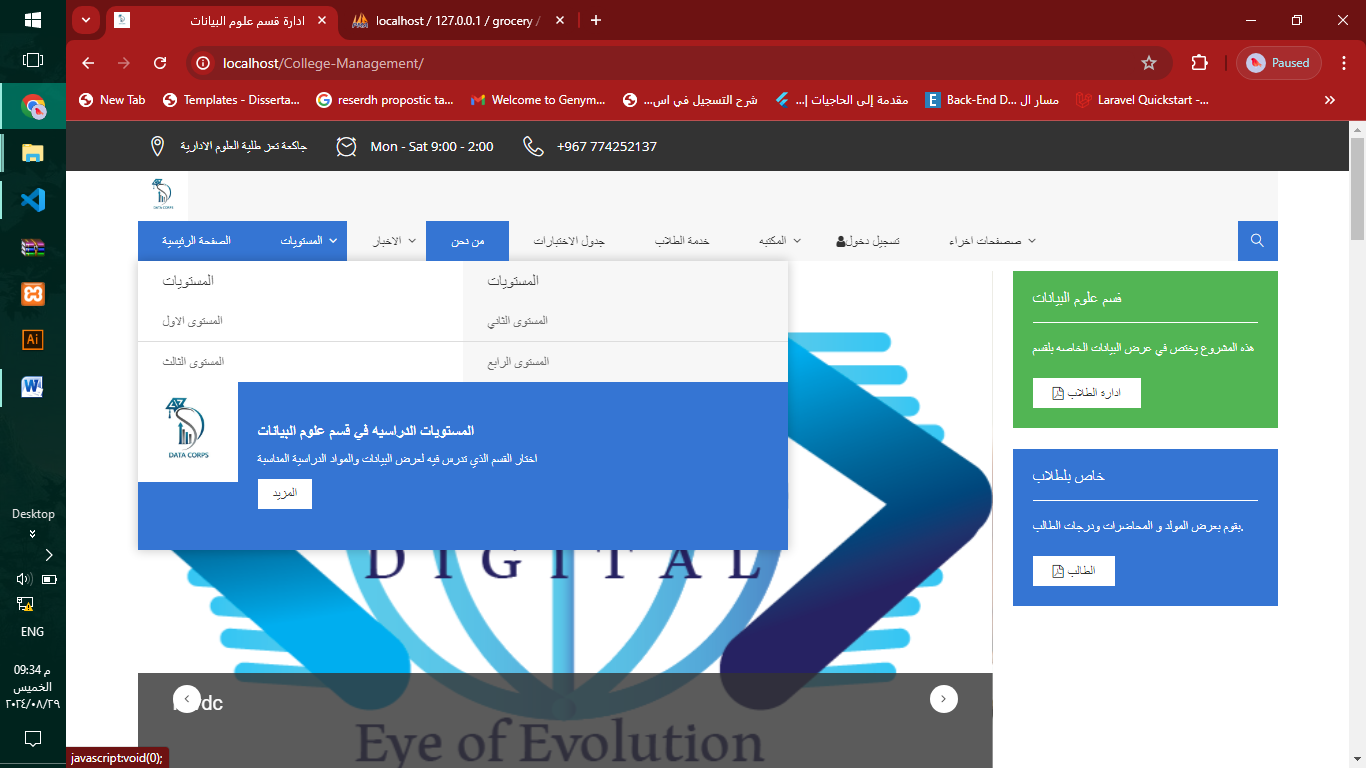 ادارة قسم علوم البيانات
localhost / 127.0.0.1 / grocery /
localhost/College-Management/
Paused
New Tab
Templates - Disserta...
reserdh propostic ta...
Welcome to Genym...
شرح التسجيل في اس...
مقدمة إلى الحاجيات إ...
Back-End D... مسار ال
Laravel Quickstart -...
جاكعة تعز طلية العلوم الادارية
Mon - Sat 9:00 - 2:00
+967 774252137
DATA CORPS
الصفحة الرئيسية
المستويات
الاخبار
من نحن
جدول الاختبارات
خدمة الطلاب
المكتبه
تسجيل دخول
صصفحات اخراء
المستويات
المستويات
المستوى الاول
المستوى الثاني
المستوى الثالث
المستوى الرابع
DATA CORPS
المستويات الدراسيه في قسم علوم البيانات
اختار القسم الذي تدرس فيه لعرض البيانات والمواد الدراسية المناسبة
المزيد
قسم علوم البيانات
هذه المشروع يختص في عرض البيانات الخاصه بلقسم
ادارة الطلاب
خاص بلطلاب
يقوم بعرض المولد و المحاضرات ودرجات الطالب.
الطالب
DIGITAL
Eye of Evolution
Desktop
ENG
09:34 م
الخميس
٢٠٢٤/٠٨/٢٩
javascript:void(0);